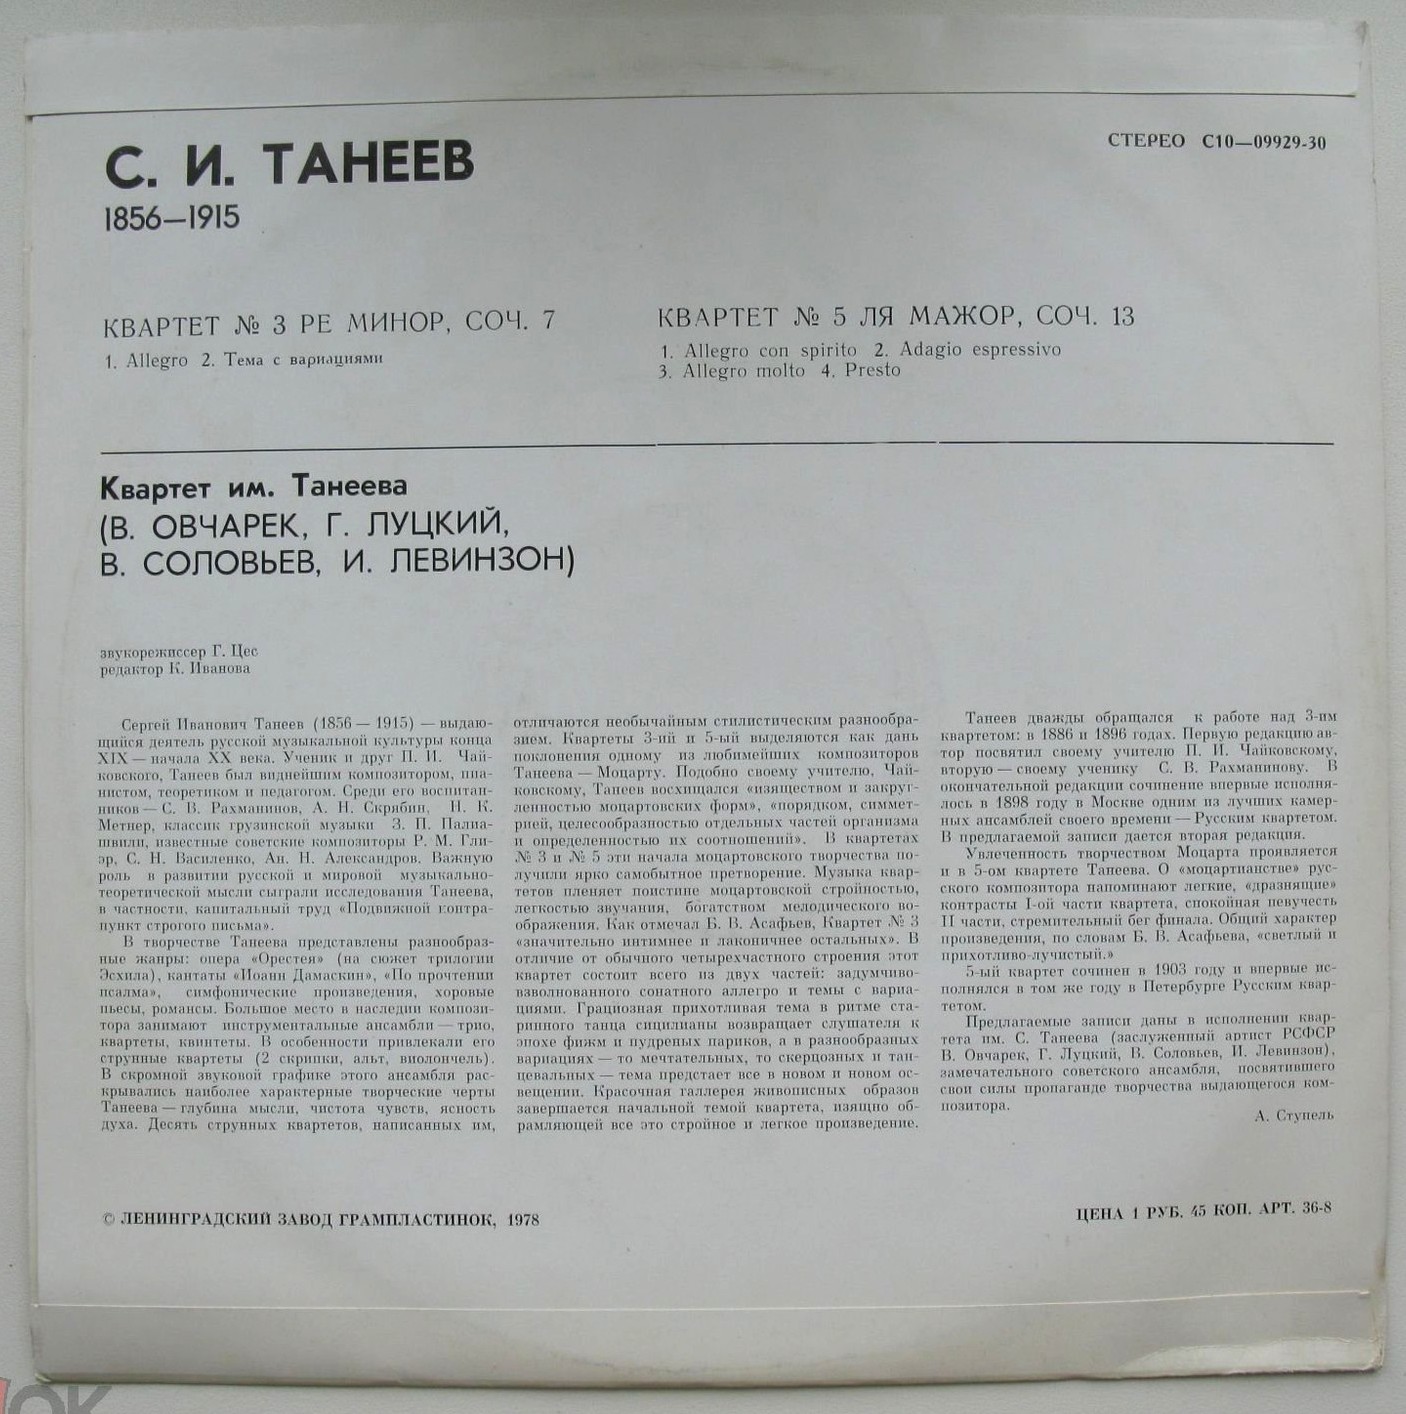 С. И. ТАНЕЕВ
1856—1915
СТЕРЕО С10—09929-30
КВАРТЕТ № 3 РЕ МИНОР, СОЧ. 7
1. Allegro 2. Тема с вариациями
КВАРТЕТ № 5 ЛЯ МАЖОР, СОЧ. 13
1. Allegro con spirito 2. Adagio espressivo
3. Allegro molto 4. Presto
Квартет им. Танеева
(В. ОВЧАРЕК, Г. ЛУЦКИЙ,
В. СОЛОВЬЕВ, И. ЛЕВИНЗОН)
звукорежиссер Г. Цес
редактор К. Иванова
Сергей Иванович Танеев (1856 — 1915) — выдаю-
щийся деятель русской музыкальной культуры конца
XIX — начала XX века. Ученик и друг П. И. Чай-
ковского, Танеев был виднейшим композитором, пиа-
нистом, теоретиком и педагогом. Среди его воспитан-
ников — С. В. Рахманинов, А. Н. Скрябин, Н. К.
Метнер, классик грузинской музыки З. П. Палиа-
швили, известные советские композиторы Р. М. Гли-
эр, С. Н. Василенко, Ан. Н. Александров. Важную
роль в развитии русской и мировой музыкально-
теоретической мысли сыграли исследования Танеева,
в частности, капитальный труд «Подвижной контра-
пункт строгого письма».
В творчестве Танеева представлены разнообраз-
ные жанры: опера «Орестея» (на сюжет трилогии
Эсхила), кантаты «Иоанн Дамаскин», «По прочтении
псалма», симфонические произведения, хоровые
пьесы, романсы. Большое место в наследии компози-
тора занимают инструментальные ансамбли — трио,
квартеты, квинтеты. В особенности привлекали его
струнные квартеты (2 скрипки, альт, виолончель).
В скромной звуковой графике этого ансамбля рас-
крывались наиболее характерные творческие черты
Танеева — глубина мысли, чистота чувств, ясность
духа. Десять струнных квартетов, написанных им,
отличаются необычайным стилистическим разнообра-
зием. Квартеты 3-ий и 5-ый выделяются как дань
поклонения одному из любимейших композиторов
Танеева — Моцарту. Подобно своему учителю, Чай-
ковскому, Танеев восхищался «изяществом и закруг-
ленностью моцартовских форм», «порядком, симмет-
рией, целесообразностью отдельных частей организма
и определенностью их соотношений». В квартетах
№ 3 и № 5 эти начала моцартовского творчества по-
лучили ярко самобытное претворение. Музыка квар-
тетов пленяет поистине моцартовской стройностью,
легкостью звучания, богатством мелодического во-
ображения. Как отмечал Б. В. Асафьев, Квартет № 3
«значительно интимнее и лаконичнее остальных». В
отличие от обычного четырехчастного строения этот
квартет состоит всего из двух частей: задумчиво-
взволнованного сонатного аллегро и темы с вариа-
циями. Грациозная прихотливая тема в ритме ста-
ринного танца сицилианы возвращает слушателя к
эпохе фижм и пудреных париков, а в разнообразных
вариациях — то мечтательных, то скерцозных и тан-
цевальных — тема предстает все в новом и новом ос-
вещении. Красочная галлерея живописных образов
завершается начальной темой квартета, изящно об-
рамляющей все это стройное и легкое произведение.
Танеев дважды обращался к работе над 3-им
квартетом: в 1886 и 1896 годах. Первую редакцию ав-
тор посвятил своему учителю П. И. Чайковскому,
вторую — своему ученику С. В. Рахманинову. В
окончательной редакции сочинение впервые исполня-
лось в 1898 году в Москве одним из лучших камер-
ных ансамблей своего времени — Русским квартетом.
В предлагаемой записи дается вторая редакция.
Увлеченность творчеством Моцарта проявляется
и в 5-ом квартете Танеева. О «моцартианстве» рус-
ского композитора напоминают легкие, «дразнящие»
контрасты I-ой части квартета, спокойная певучесть
II части, стремительный бег финала. Общий характер
произведения, по словам Б. В. Асафьева, «светлый и
прихотливо-лучистый.»
5-ый квартет сочинен в 1903 году и впервые ис-
полнялся в том же году в Петербурге Русским квар-
тетом.
Предлагаемые записи даны в исполнении квар-
тета им. С. Танеева (заслуженный артист РСФСР
В. Овчарек, Г. Луцкий, В. Соловьев, И. Левинзон),
замечательного советского ансамбля, посвятившего
свои силы пропаганде творчества выдающегося ком-
позитора.
А. Ступель
© ЛЕНИНГРАДСКИЙ ЗАВОД ГРАМПЛАСТИНОК, 1978
ЦЕНА 1 РУБ. 45 КОП. АРТ. 36-8